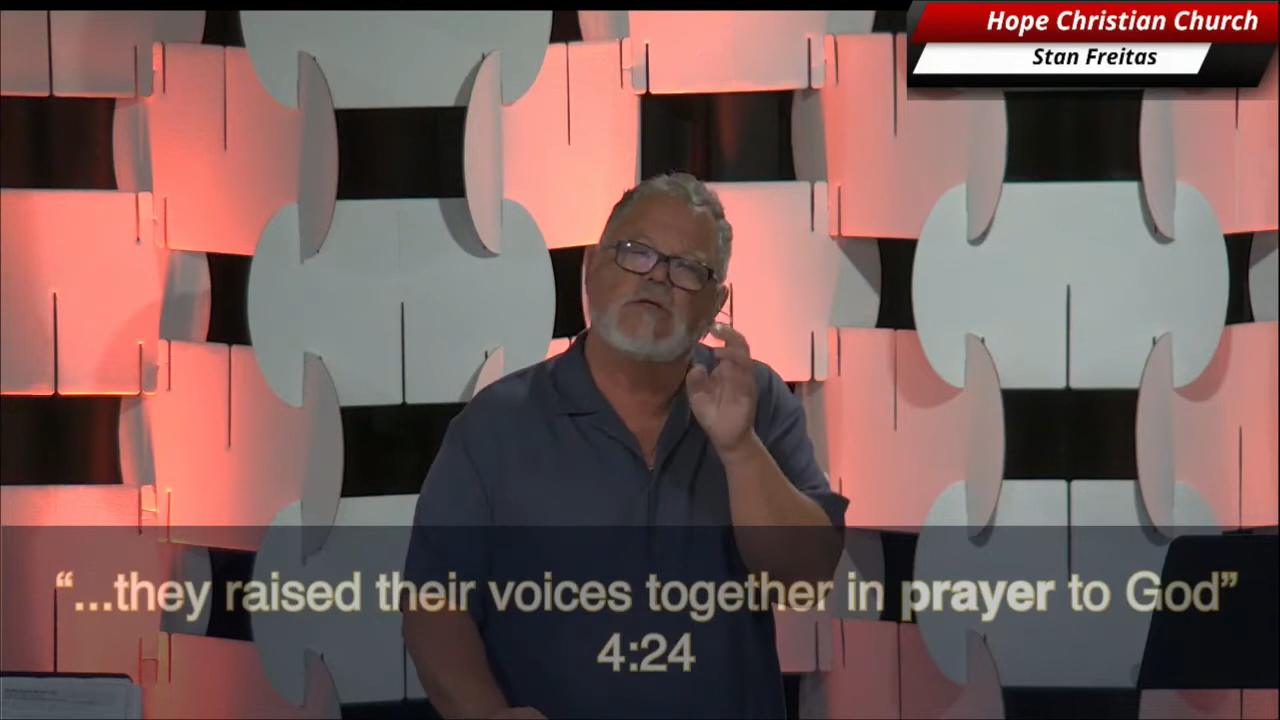 Hope Christian Church
Stan Freitas
“...they raised their voices together in prayer to God”
4:24